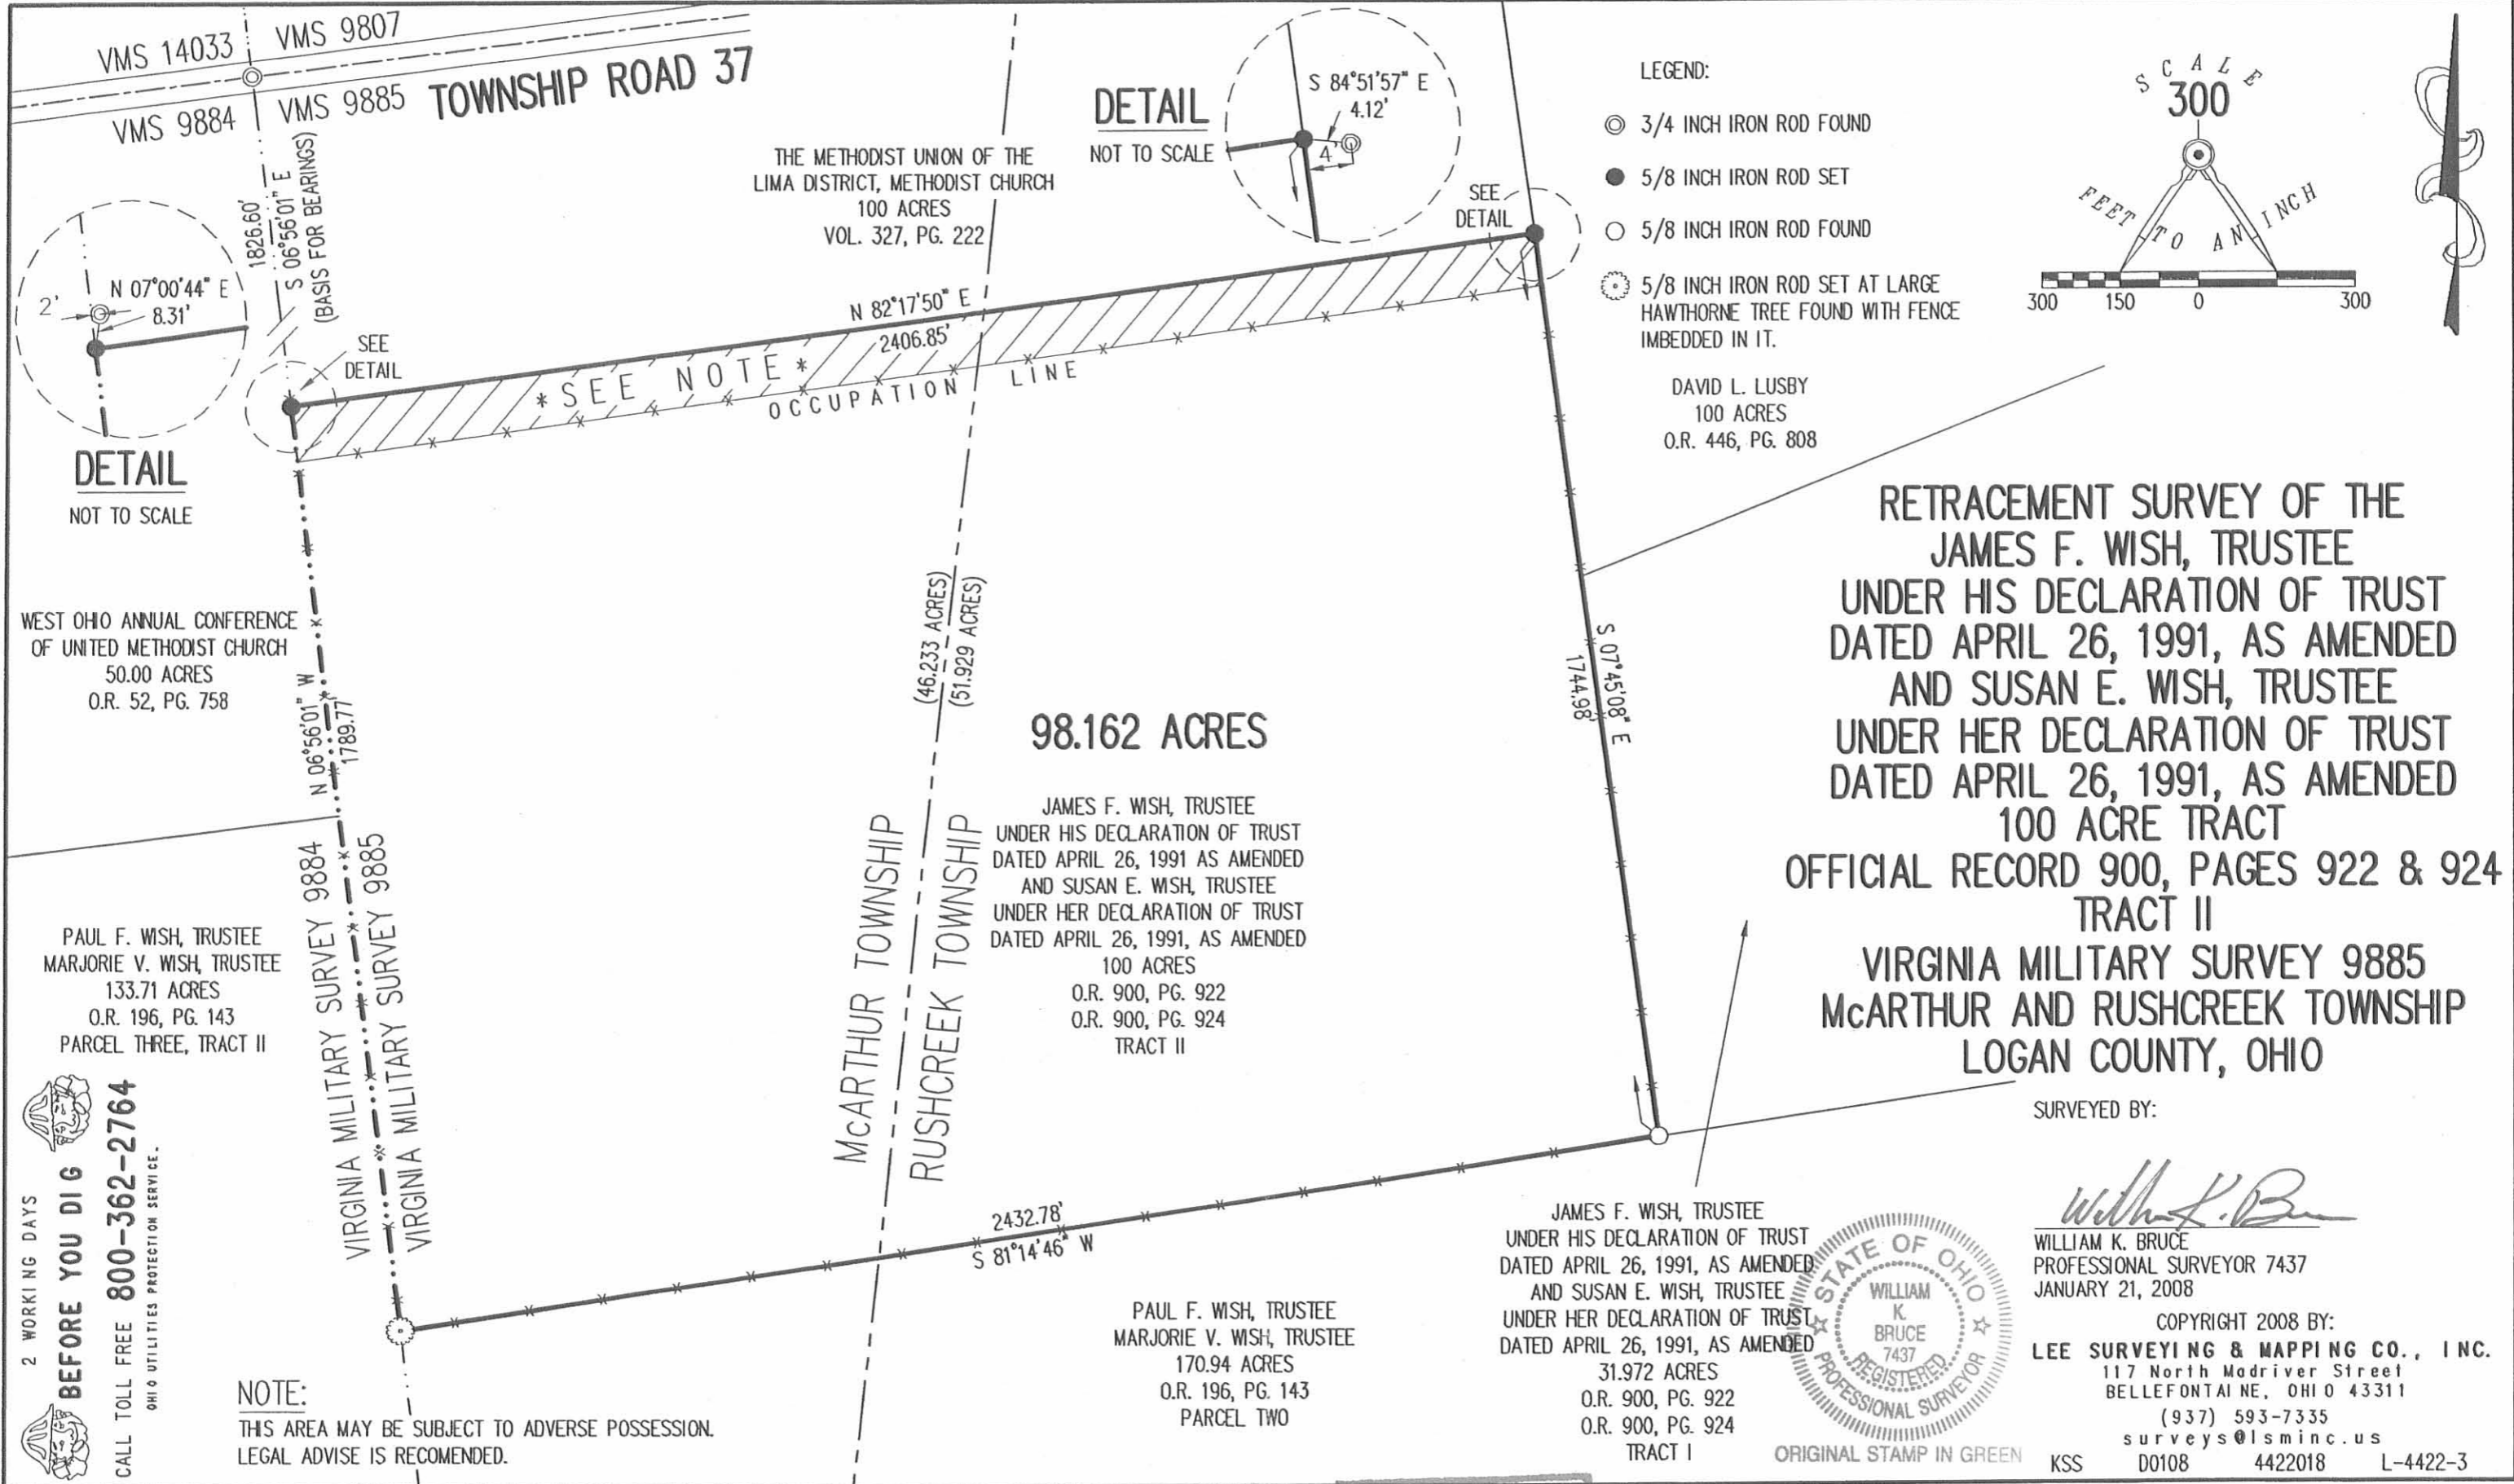 VMS 14033
VMS 9807
VMS 9884
VMS 9885
TOWNSHIP ROAD 37
1826.60'
S 06°56'01" E
(BASIS FOR BEARINGS)
N 07°00'44" E
8.31'
2'
SEE
DETAIL
DETAIL
NOT TO SCALE
THE METHODIST UNION OF THE
LIMA DISTRICT, METHODIST CHURCH
100 ACRES
VOL. 327, PG. 222
DETAIL
NOT TO SCALE
S 84°51'57" E
4.12'
4'
SEE
DETAIL
N 82°17'50" E
2406.85'
*SEE NOTE*
OCCUPATION LINE
LEGEND:
3/4 INCH IRON ROD FOUND
5/8 INCH IRON ROD SET
5/8 INCH IRON ROD FOUND
5/8 INCH IRON ROD SET AT LARGE
HAWTHORNE TREE FOUND WITH FENCE
IMBEDDED IN IT.
SCALE
300
FEET TO AN INCH
300 150 0 300
DAVID L. LUSBY
100 ACRES
O.R. 446, PG. 808
RETRACEMENT SURVEY OF THE
JAMES F. WISH, TRUSTEE
UNDER HIS DECLARATION OF TRUST
DATED APRIL 26, 1991, AS AMENDED
AND SUSAN E. WISH, TRUSTEE
UNDER HER DECLARATION OF TRUST
DATED APRIL 26, 1991, AS AMENDED
100 ACRE TRACT
OFFICIAL RECORD 900, PAGES 922 & 924
TRACT II
VIRGINIA MILITARY SURVEY 9885
McARTHUR AND RUSHCREEK TOWNSHIP
LOGAN COUNTY, OHIO
WEST OHIO ANNUAL CONFERENCE
OF UNITED METHODIST CHURCH
50.00 ACRES
O.R. 52, PG. 758
N 06°56'01" W
1789.77'
(46.233 ACRES)
(51.929 ACRES)
S 07°45'08" E
1744.98'
98.162 ACRES
JAMES F. WISH, TRUSTEE
UNDER HIS DECLARATION OF TRUST
DATED APRIL 26, 1991 AS AMENDED
AND SUSAN E. WISH, TRUSTEE
UNDER HER DECLARATION OF TRUST
DATED APRIL 26, 1991, AS AMENDED
100 ACRES
O.R. 900, PG. 922
O.R. 900, PG. 924
TRACT II
McARTHUR TOWNSHIP
RUSHCREEK TOWNSHIP
VIRGINIA MILITARY SURVEY 9884
VIRGINIA MILITARY SURVEY 9885
PAUL F. WISH, TRUSTEE
MARJORIE V. WISH, TRUSTEE
133.71 ACRES
O.R. 196, PG. 143
PARCEL THREE, TRACT II
2 WORKING DAYS
BEFORE YOU DIG
CALL TOLL FREE 800-362-2764
OHIO UTILITIES PROTECTION SERVICE.
2432.78'
S 81°14'46" W
NOTE:
THIS AREA MAY BE SUBJECT TO ADVERSE POSSESSION.
LEGAL ADVISE IS RECOMENDED.
PAUL F. WISH, TRUSTEE
MARJORIE V. WISH, TRUSTEE
170.94 ACRES
O.R. 196, PG. 143
PARCEL TWO
JAMES F. WISH, TRUSTEE
UNDER HIS DECLARATION OF TRUST
DATED APRIL 26, 1991, AS AMENDED
AND SUSAN E. WISH, TRUSTEE
UNDER HER DECLARATION OF TRUST
DATED APRIL 26, 1991, AS AMENDED
31.972 ACRES
O.R. 900, PG. 922
O.R. 900, PG. 924
TRACT I
STATE OF OHIO
WILLIAM
K.
BRUCE
7437
REGISTERED
PROFESSIONAL SURVEYOR
ORIGINAL STAMP IN GREEN
SURVEYED BY:
William K. Bruce
WILLIAM K. BRUCE
PROFESSIONAL SURVEYOR 7437
JANUARY 21, 2008
COPYRIGHT 2008 BY:
LEE SURVEYING & MAPPING CO., INC.
117 North Madriver Street
BELLEFONTAINE, OHIO 43311
(937) 593-7335
surveys@lsminc.us
KSS D0108 4422018 L-4422-3